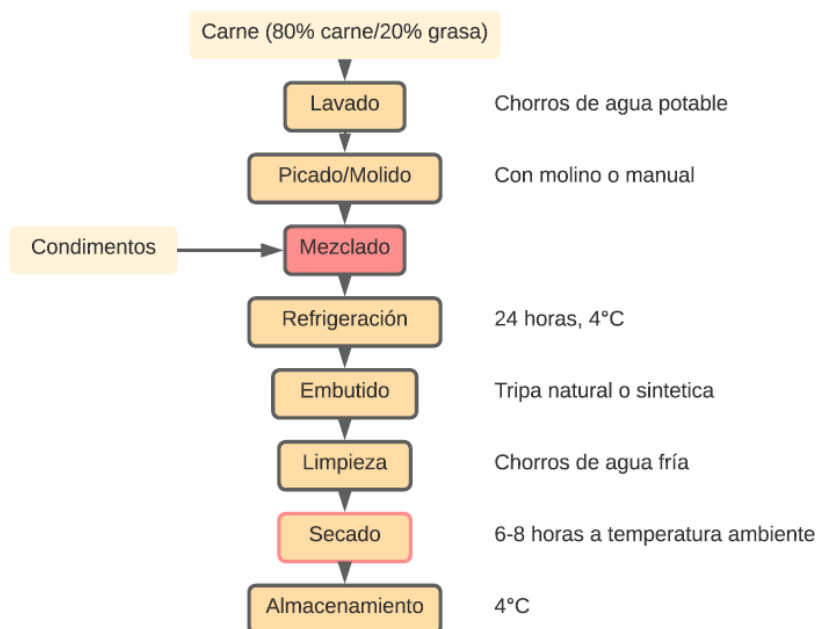 Carne (80% carne/20% grasa)
Lavado
Chorros de agua potable
Picado/Molido
Con molino o manual
Condimentos
Mezclado
Refrigeración
24 horas, 4°C
Embutido
Tripa natural o sintetica
Limpieza
Chorros de agua fría
Secado
6-8 horas a temperatura ambiente
Almacenamiento
4°C